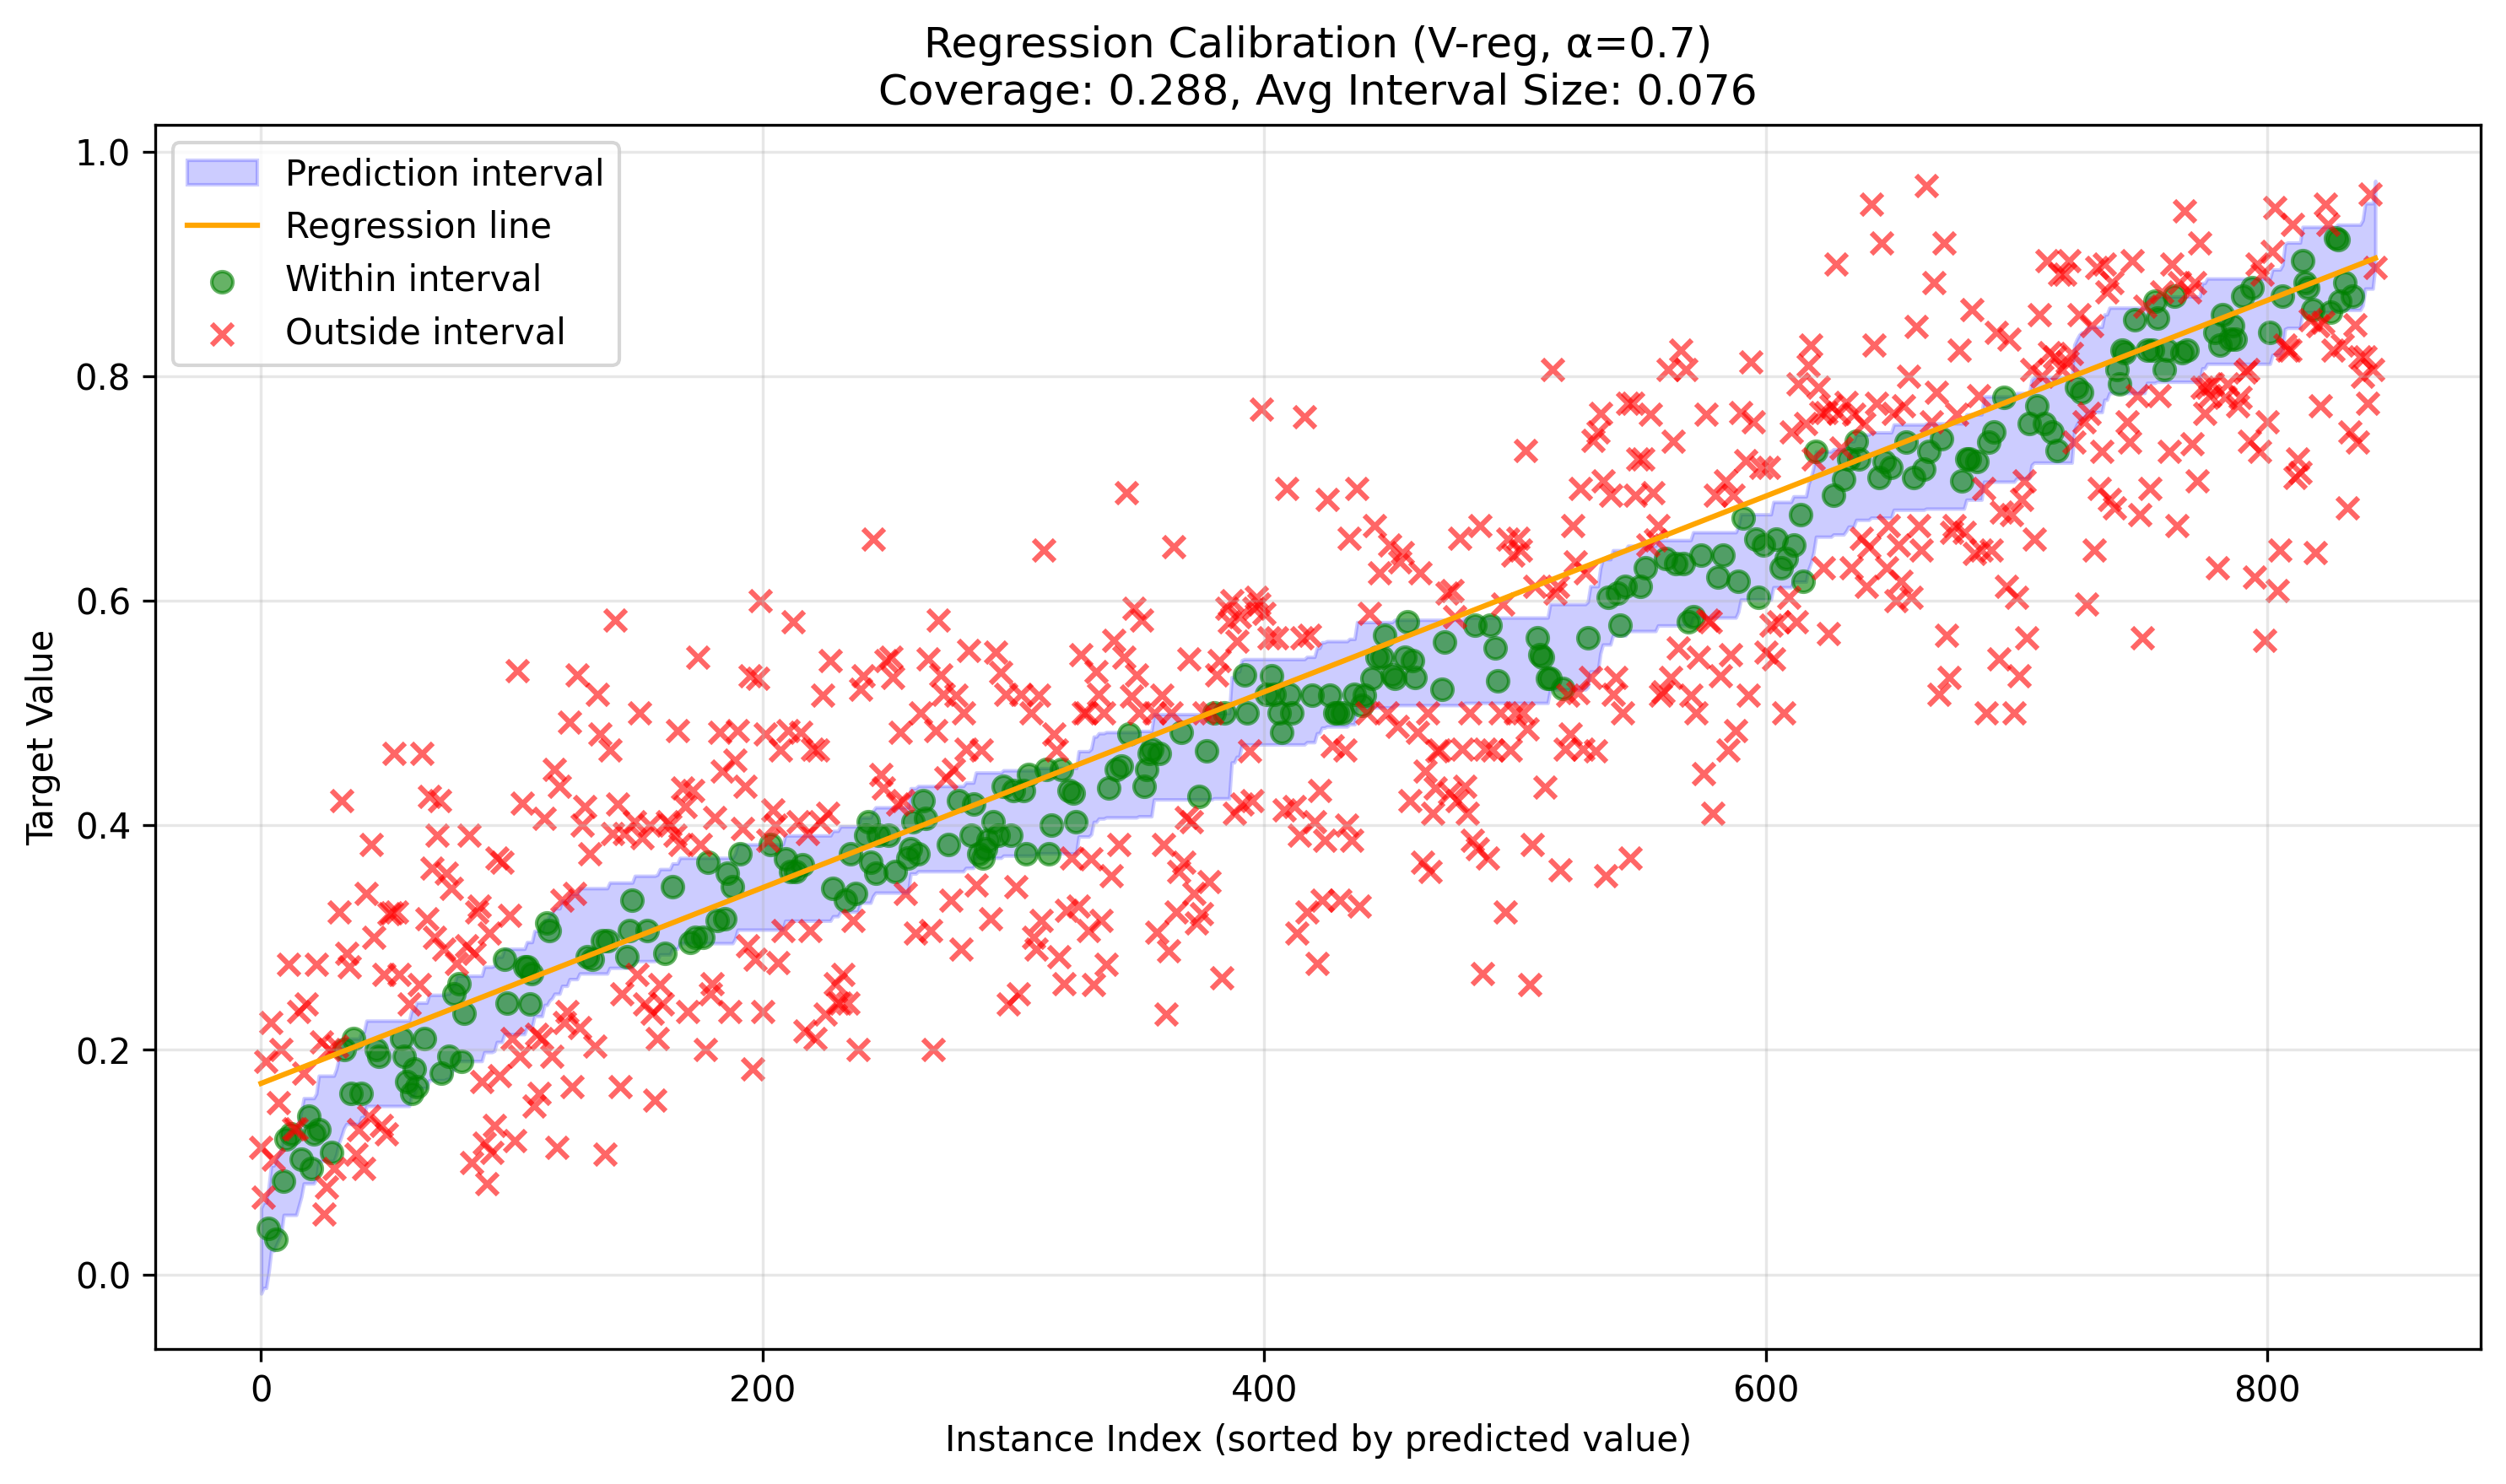 Regression Calibration (V-reg, α=0.7)
Coverage: 0.288, Avg Interval Size: 0.076
Prediction interval
Regression line
Within interval
Outside interval
Target Value
1.0
0.8
0.6
0.4
0.2
0.0
0 200 400 600 800
Instance Index (sorted by predicted value)